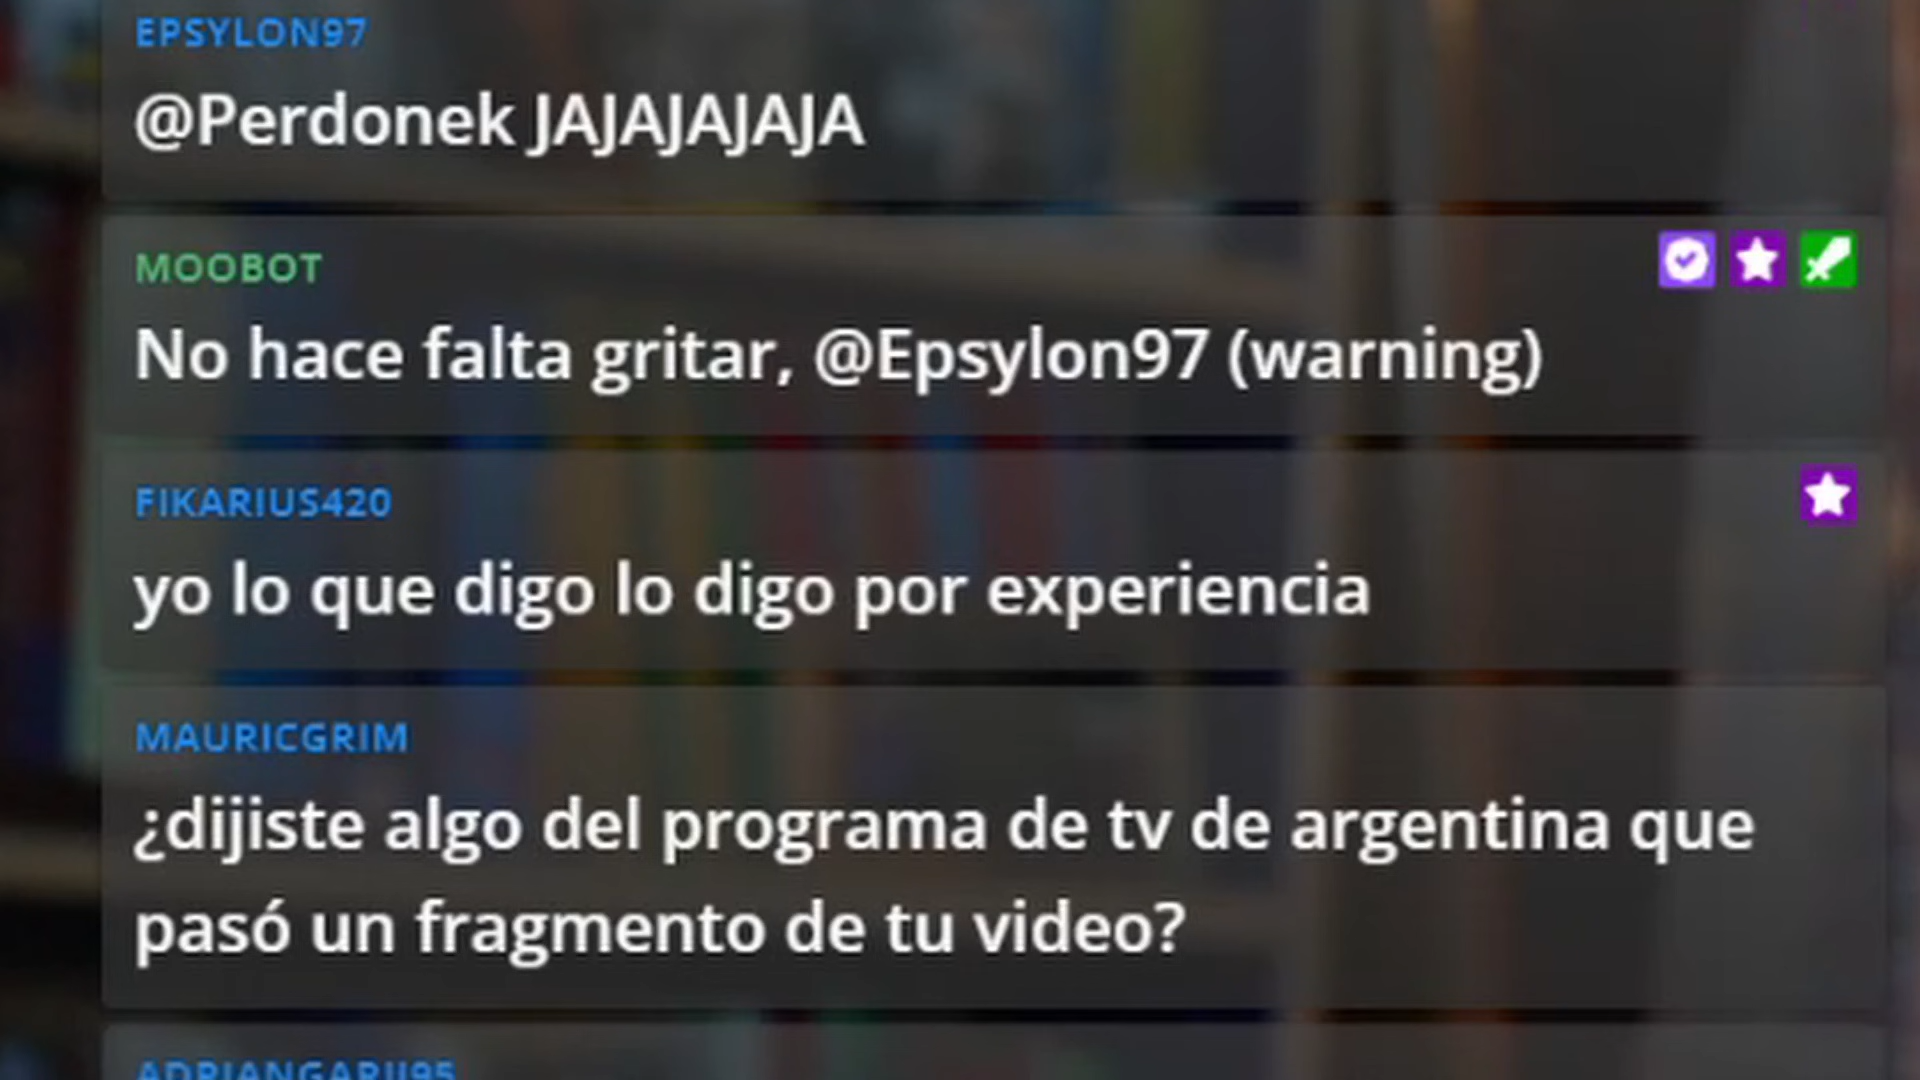 EPSYLON97
@Perdonek JAJAJAJAJA
MOOBOT
No hace falta gritar, @Epsylon97 (warning)
FIKARIUS420
yo lo que digo lo digo por experiencia
MAURICGRIM
¿dijiste algo del programa de tv de argentina que
pasó un fragmento de tu video?